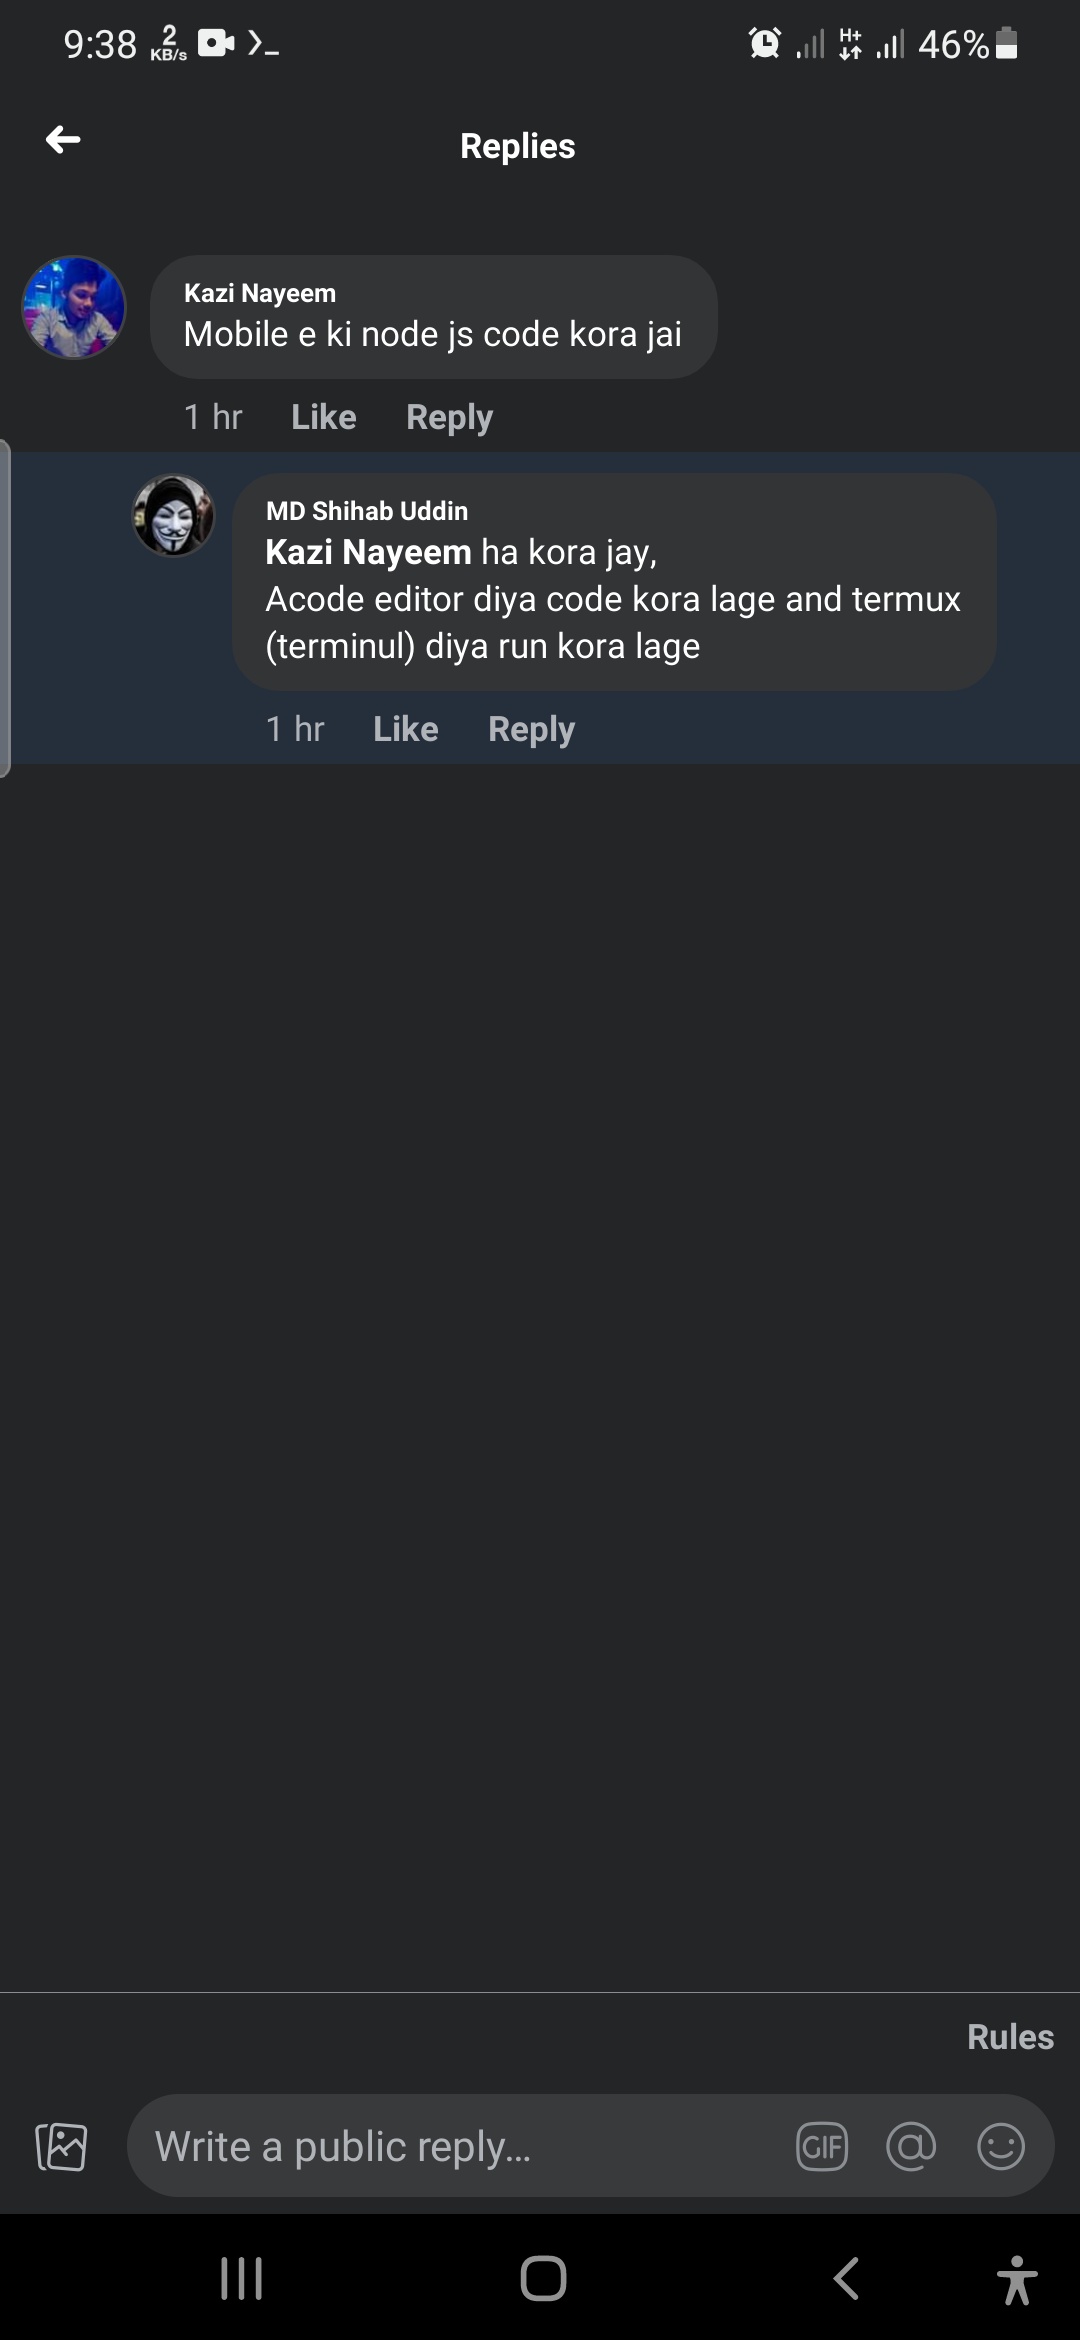 9:38 2 KB/s H+ 46%
Replies
Kazi Nayeem
Mobile e ki node js code kora jai
1 hr Like Reply
MD Shihab Uddin
Kazi Nayeem ha kora jay,
Acode editor diya code kora lage and termux
(terminul) diya run kora lage
1 hr Like Reply
Rules
Write a public reply... GIF @